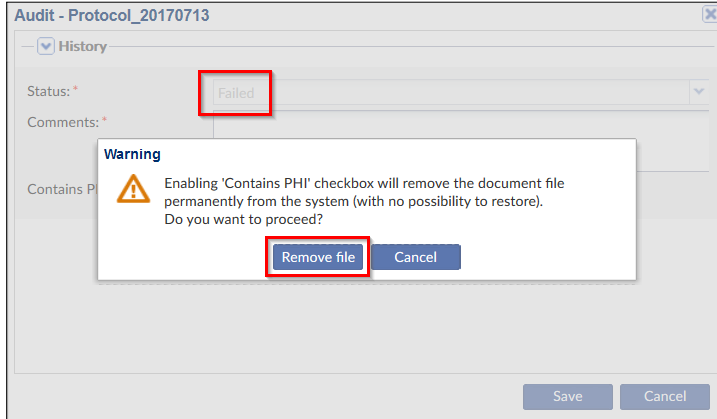 Audit - Protocol_20170713
History
Status: *
Failed
Comments: *
Warning
Enabling 'Contains PHI' checkbox will remove the document file
permanently from the system (with no possibility to restore).
Do you want to proceed?
Contains P
Remove file
Cancel
Save
Cancel